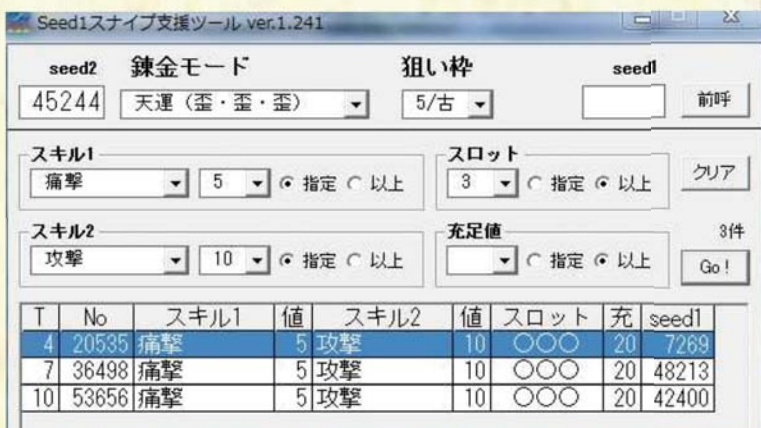 Seed1スナイプ支援ツール ver.1.241
seed2 錬金モード 狙い枠 seed1
45244 天運（歪・歪・歪） 5/古 前呼
スキル1 スロット
痛撃 5 指定 以上 3 指定 以上 クリア
スキル2 充足値 3件
攻撃 10 指定 以上 指定 以上 Go!
T No スキル1 値 スキル2 値 スロット 充 seed1
4 20535 痛撃 5 攻撃 10 ○○○ 20 7269
7 36498 痛撃 5 攻撃 10 ○○○ 20 48213
10 53656 痛撃 5 攻撃 10 ○○○ 20 42400